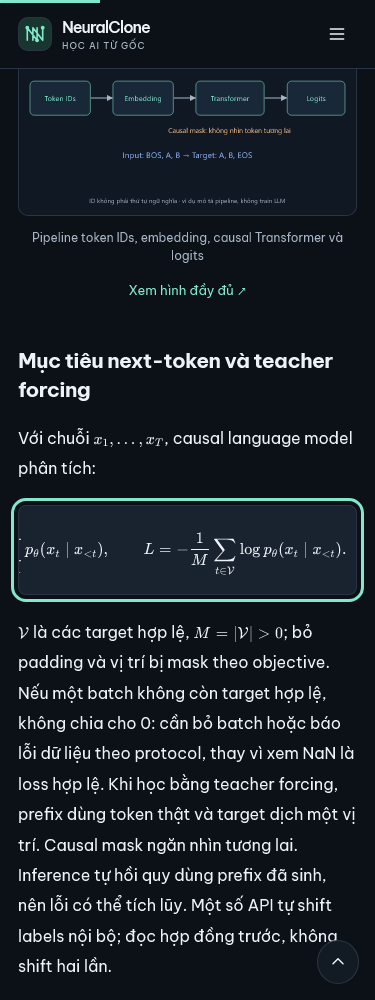 NeuralClone
HỌC AI TỪ GỐC
Token IDs
Embedding
Transformer
Logits
Causal mask: không nhìn token tương lai
Input: BOS, A, B → Target: A, B, EOS
ID không phải thứ tự ngữ nghĩa · ví dụ mô tả pipeline, không train LLM
Pipeline token IDs, embedding, causal Transformer và
logits
Xem hình đầy đủ ↗
Mục tiêu next-token và teacher
forcing
Với chuỗi x₁, . . . , x_T, causal language model
phân tích:
p_θ(x_t | x_{<t}), L = −1/M ∑_{t∈𝒱} log p_θ(x_t | x_{<t}).
𝒱 là các target hợp lệ, M = |𝒱| > 0; bỏ
padding và vị trí bị mask theo objective.
Nếu một batch không còn target hợp lệ,
không chia cho 0: cần bỏ batch hoặc báo
lỗi dữ liệu theo protocol, thay vì xem NaN là
loss hợp lệ. Khi học bằng teacher forcing,
prefix dùng token thật và target dịch một vị
trí. Causal mask ngăn nhìn tương lai.
Inference tự hồi quy dùng prefix đã sinh,
nên lỗi có thể tích lũy. Một số API tự shift
labels nội bộ; đọc hợp đồng trước, không
shift hai lần.